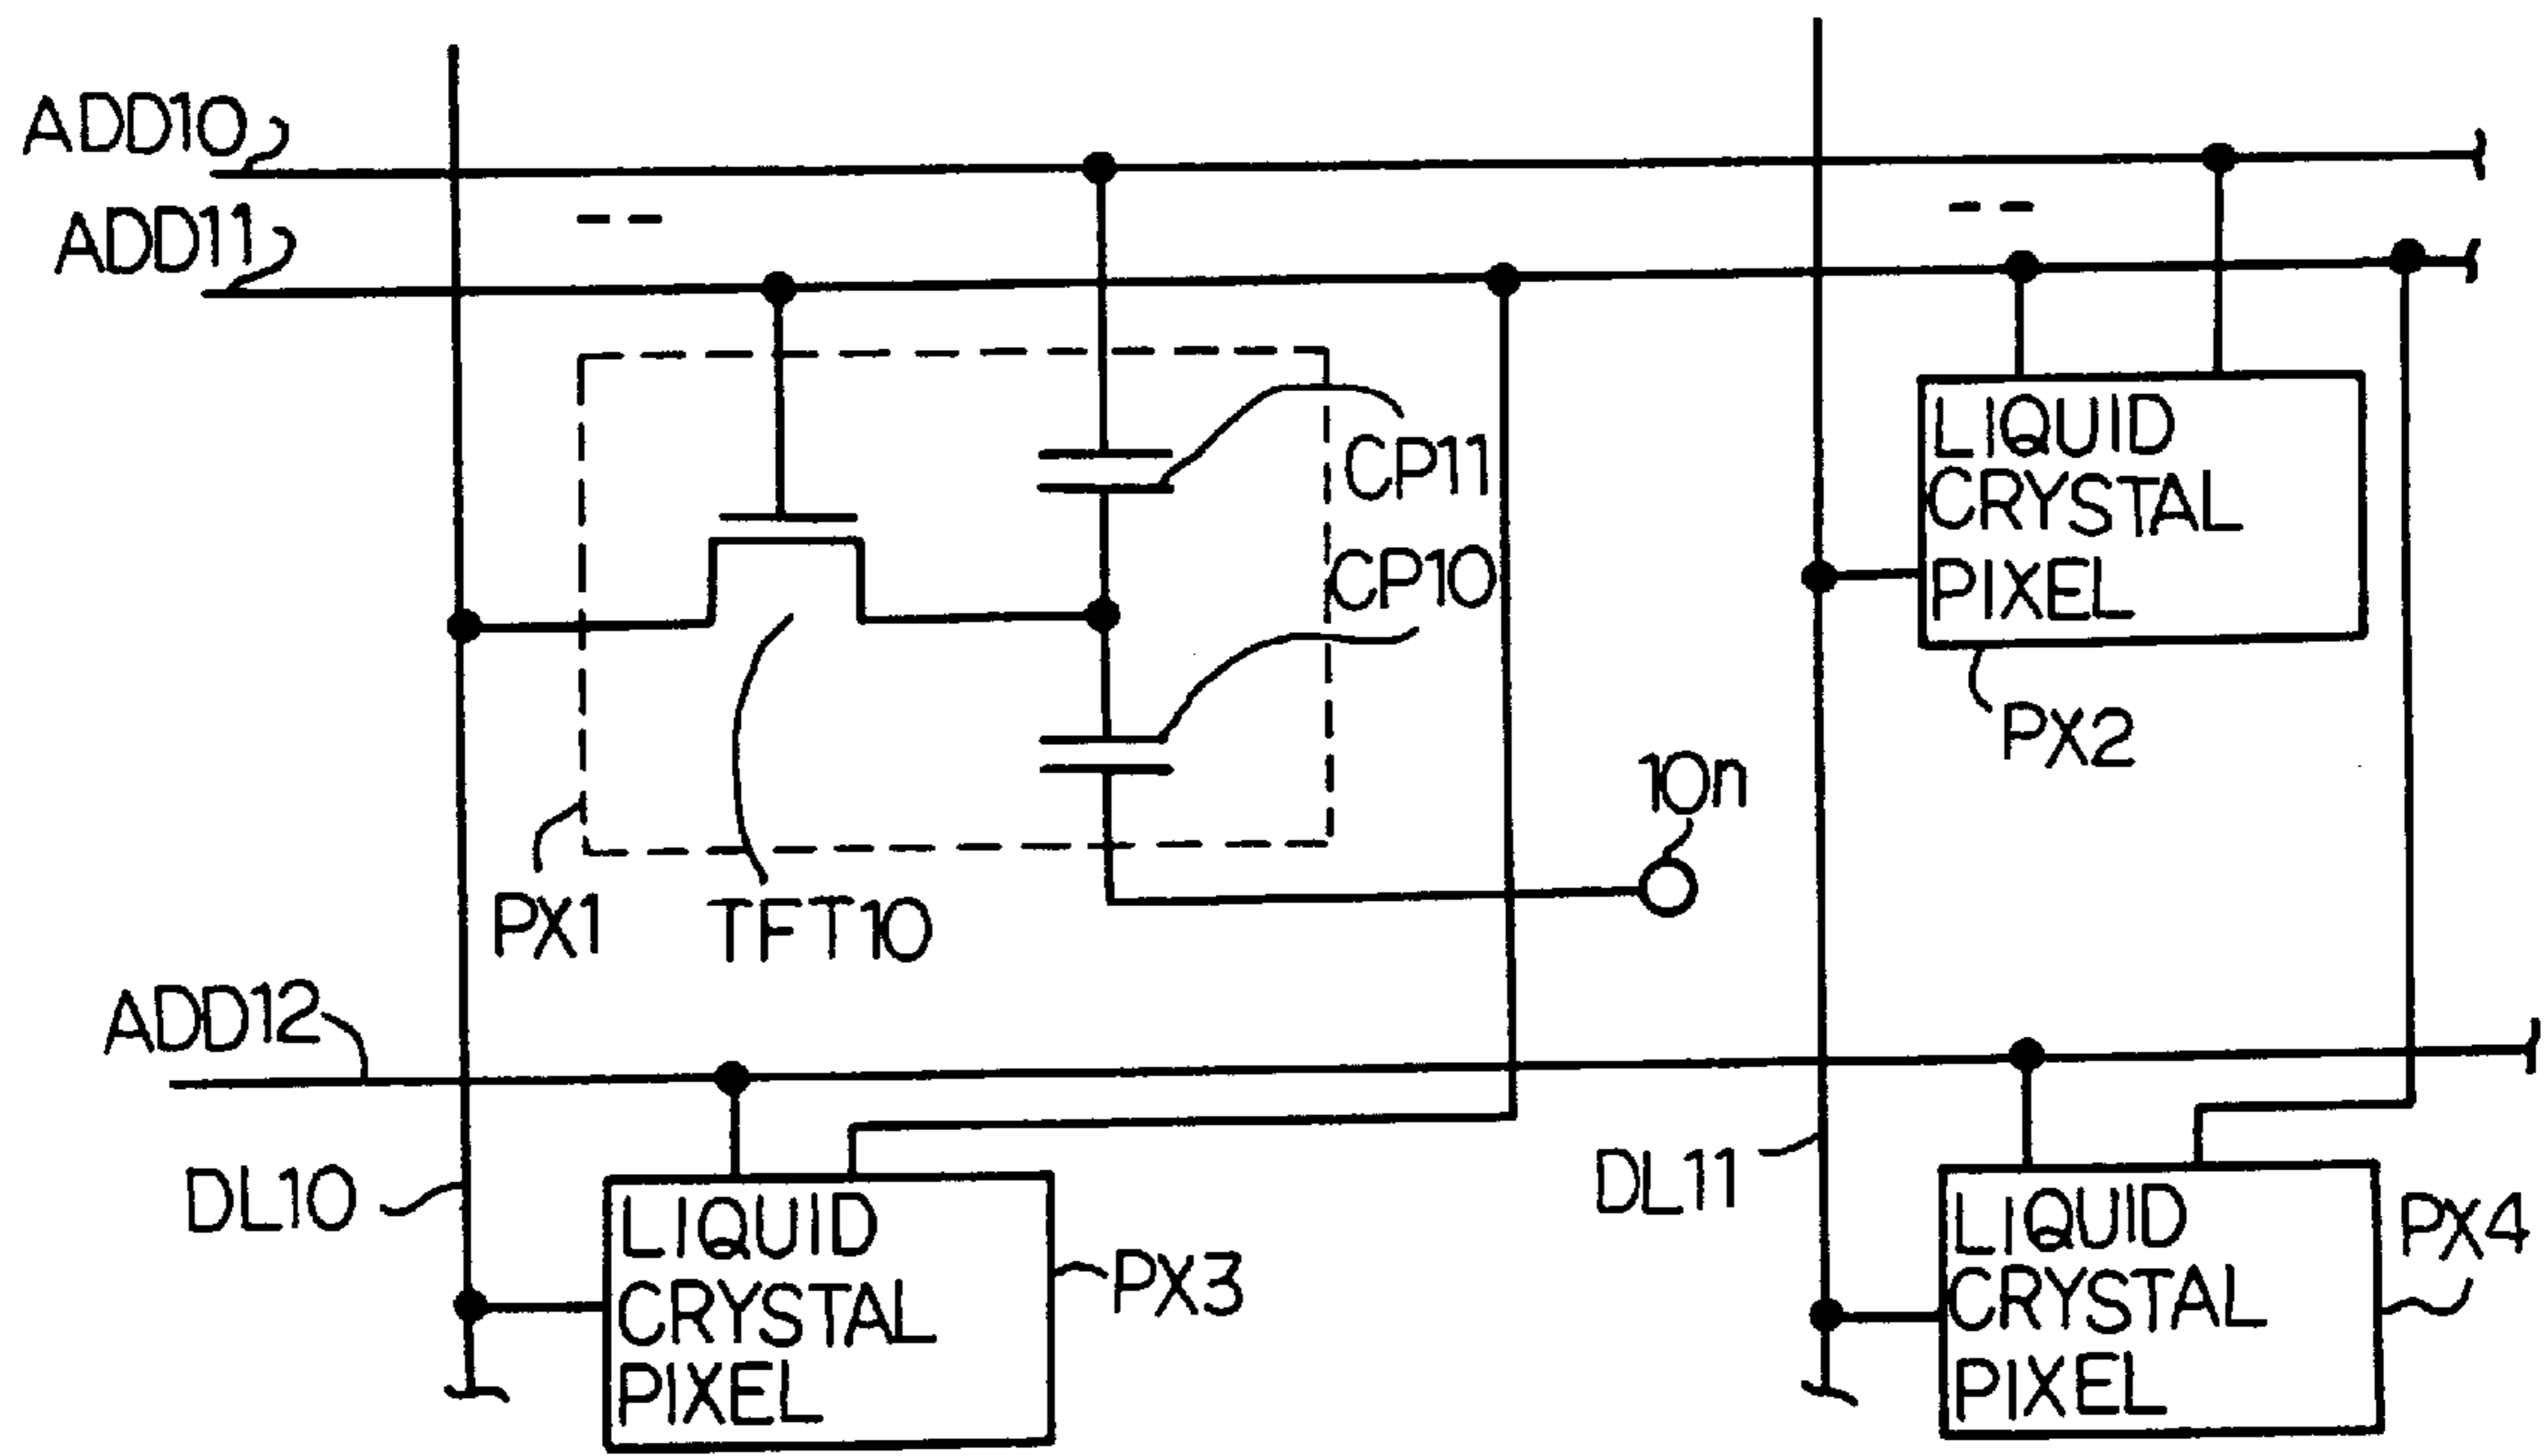 ADD10
ADD11
CP11
CP10
LIQUID
CRYSTAL
PIXEL
PX2
10n
PX1
TFT10
ADD12
DL10
DL11
LIQUID
CRYSTAL
PIXEL
PX3
LIQUID
CRYSTAL
PIXEL
PX4